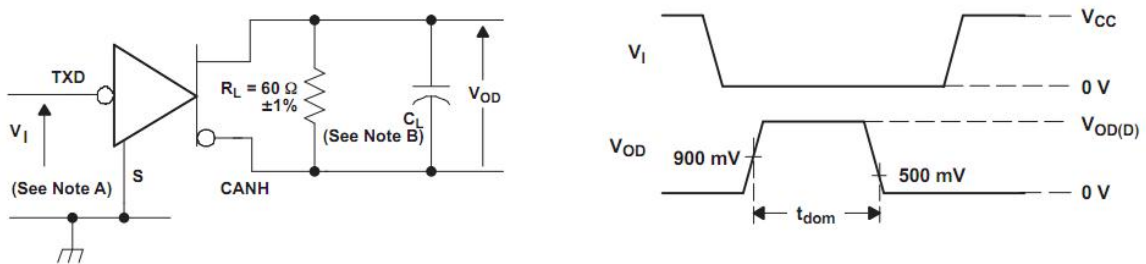 TXD
R_L = 60 Ω
±1%
C_L
(See Note B)
V_OD
V_I
(See Note A)
S
CANH
V_I
V_CC
0 V
V_OD
900 mV
500 mV
V_OD(D)
0 V
t_dom